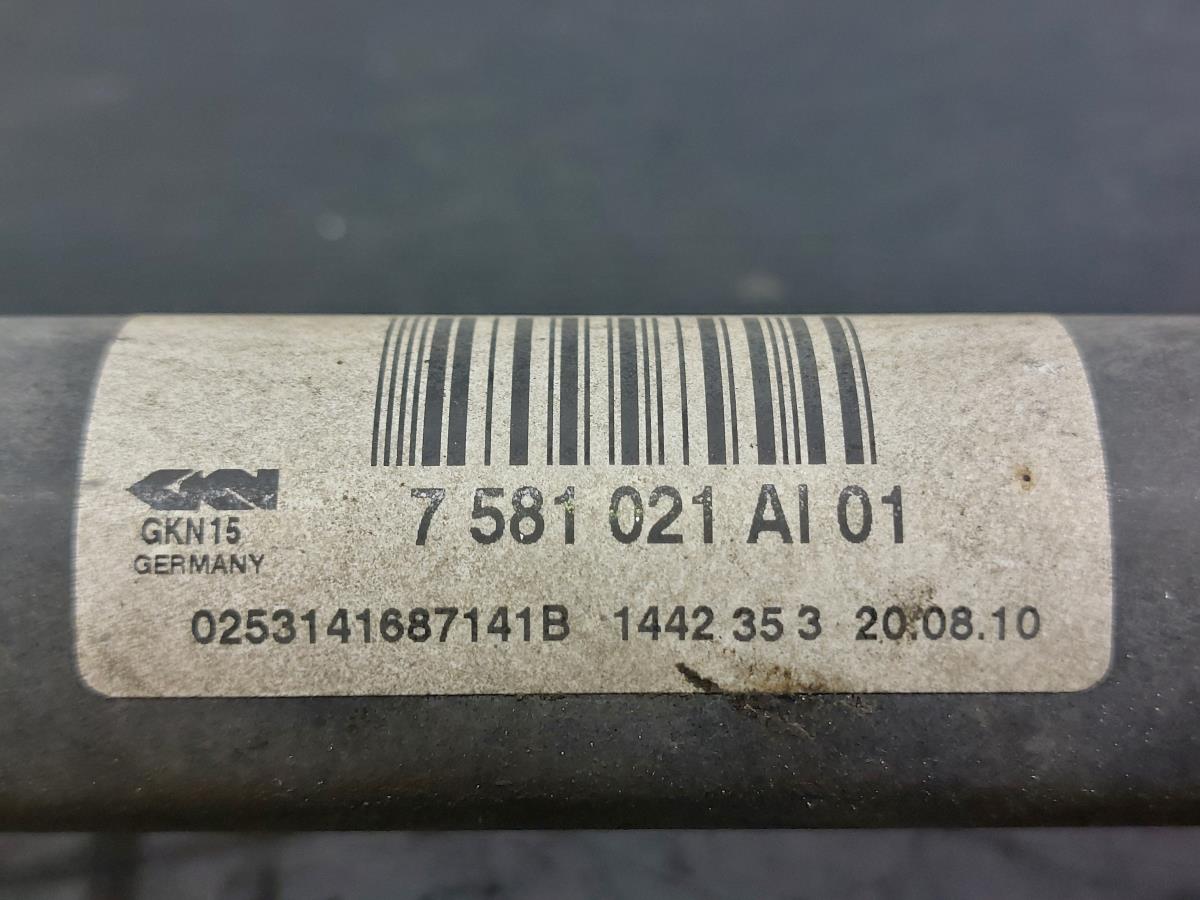 7 581 021 AI 01
GKN
GKN15
GERMANY
0253141687141B 1442 35 3 20.08.10